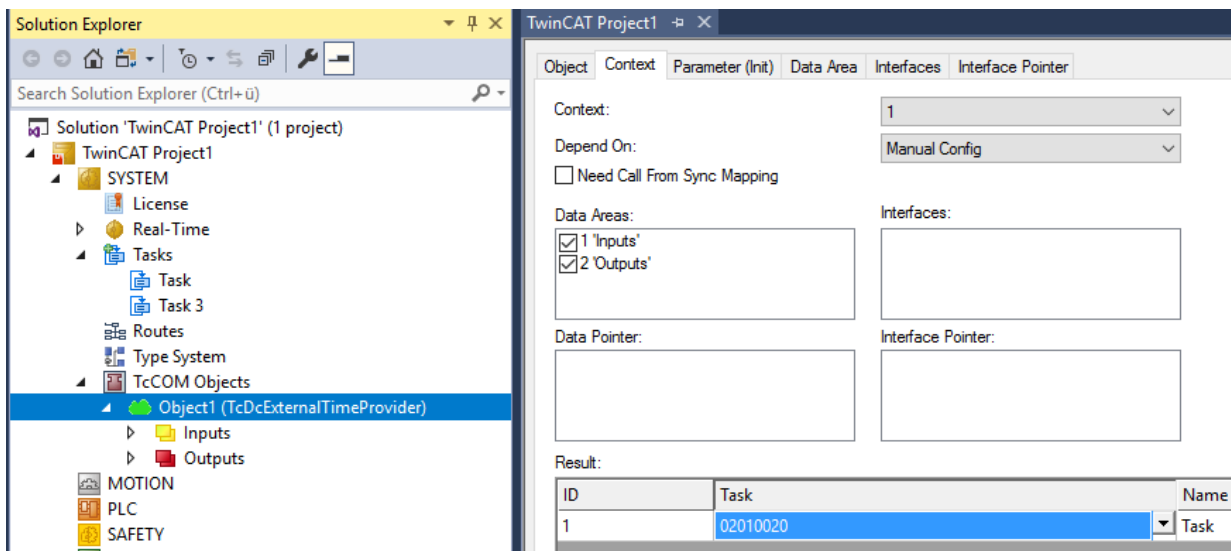 Solution Explorer
Search Solution Explorer (Ctrl+ü)
Solution 'TwinCAT Project1' (1 project)
TwinCAT Project1
SYSTEM
License
Real-Time
Tasks
Task
Task 3
Routes
Type System
TcCOM Objects
Object1 (TcDcExternalTimeProvider)
Inputs
Outputs
MOTION
PLC
SAFETY
TwinCAT Project1
Object Context Parameter (Init) Data Area Interfaces Interface Pointer
Context: 1
Depend On: Manual Config
Need Call From Sync Mapping
Data Areas: Interfaces:
1 'Inputs'
2 'Outputs'
Data Pointer: Interface Pointer:
Result:
ID Task Name
1 02010020 Task